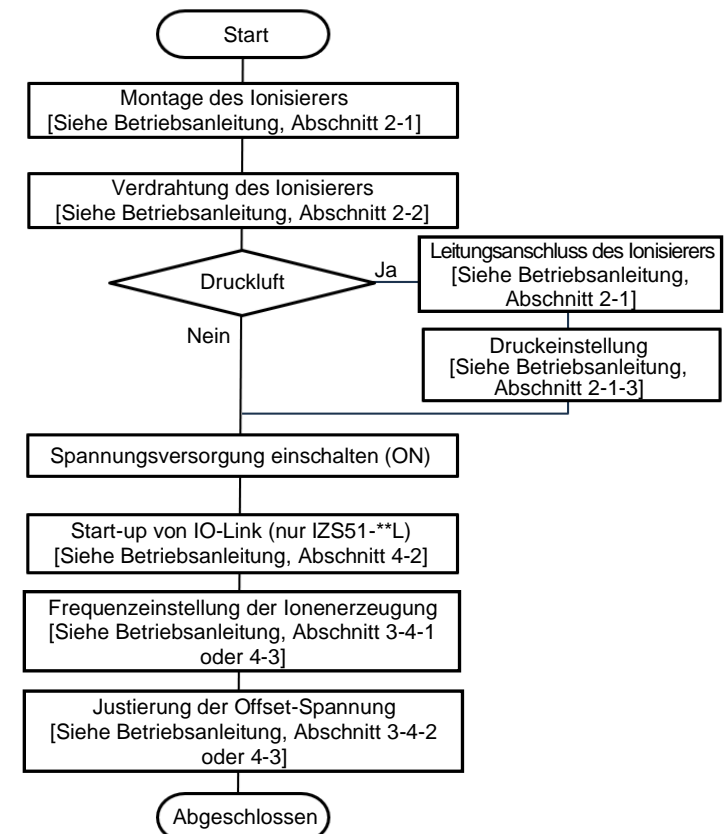 Start
Montage des Ionisierers
[Siehe Betriebsanleitung, Abschnitt 2-1]
Verdrahtung des Ionisierers
[Siehe Betriebsanleitung, Abschnitt 2-2]
Druckluft
Ja
Leitungsanschluss des Ionisierers
[Siehe Betriebsanleitung,
Abschnitt 2-1]
Nein
Druckeinstellung
[Siehe Betriebsanleitung,
Abschnitt 2-1-3]
Spannungsversorgung einschalten (ON)
Start-up von IO-Link (nur IZS51-**L)
[Siehe Betriebsanleitung, Abschnitt 4-2]
Frequenzeinstellung der Ionenerzeugung
[Siehe Betriebsanleitung, Abschnitt 3-4-1
oder 4-3]
Justierung der Offset-Spannung
[Siehe Betriebsanleitung, Abschnitt 3-4-2
oder 4-3]
Abgeschlossen